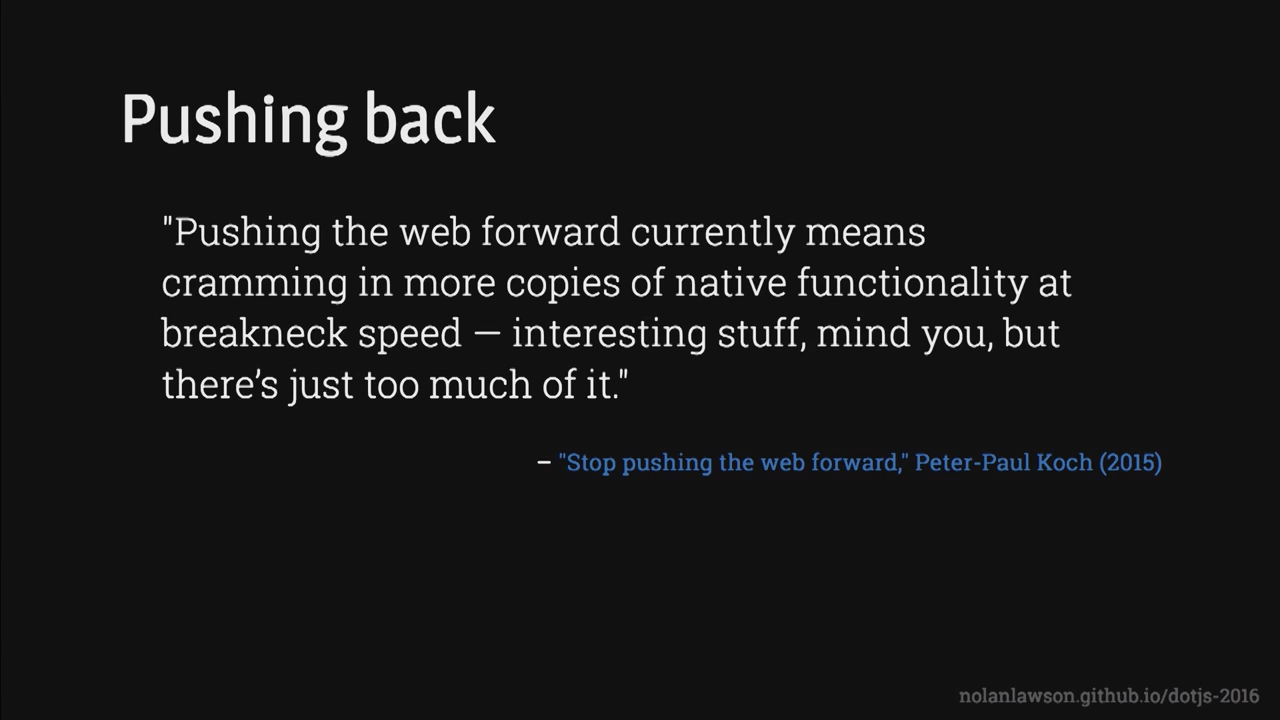 Pushing back
"Pushing the web forward currently means
cramming in more copies of native functionality at
breakneck speed — interesting stuff, mind you, but
there’s just too much of it."
– "Stop pushing the web forward," Peter-Paul Koch (2015)
nolanlawson.github.io/dotjs-2016